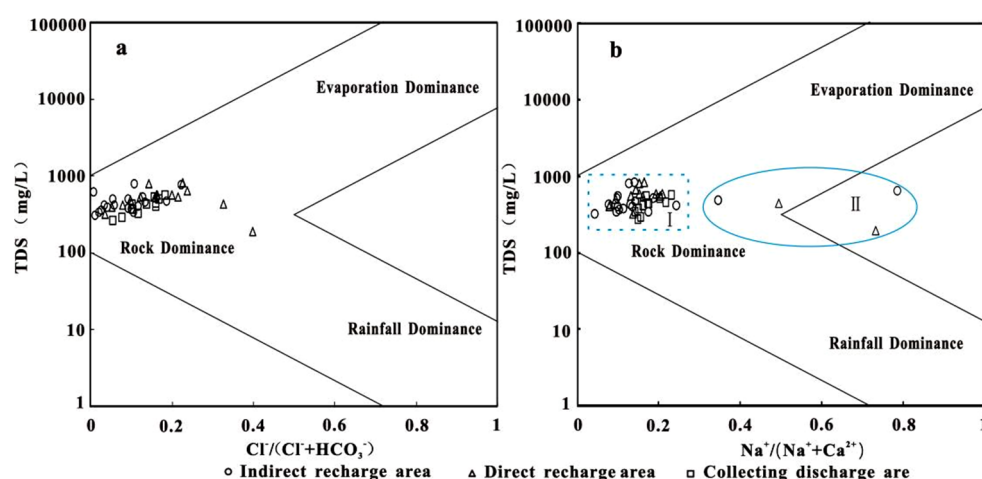 a
100000
10000
1000
100
10
1
TDS (mg/L)
Evaporation Dominance
Rock Dominance
Rainfall Dominance
0 0.2 0.4 0.6 0.8 1
Cl⁻/(Cl⁻+HCO₃⁻)
b
100000
10000
1000
100
10
1
TDS (mg/L)
Evaporation Dominance
I
II
Rock Dominance
Rainfall Dominance
0 0.2 0.4 0.6 0.8 1
Na⁺/(Na⁺+Ca²⁺)
Indirect recharge area Direct recharge area Collecting discharge are